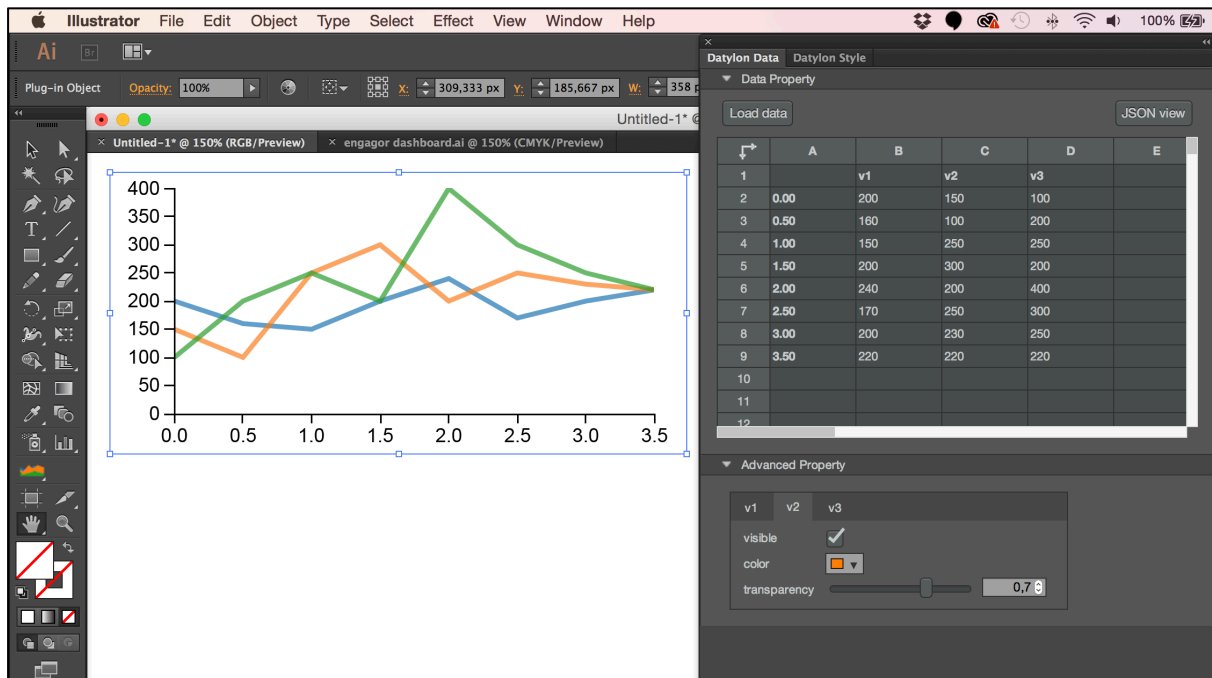 Illustrator File Edit Object Type Select Effect View Window Help 100%
Ai Br
Plug-in Object Opacity: 100% X: 309,333 px Y: 185,667 px W: 358 p
Untitled-1* @
× Untitled-1* @ 150% (RGB/Preview) × engagor dashboard.ai @ 150% (CMYK/Preview)
400
350
300
250
200
150
100
50
0
0.0 0.5 1.0 1.5 2.0 2.5 3.0 3.5
Datylon Data Datylon Style
Data Property
Load data JSON view
A B C D E
1 v1 v2 v3
2 0.00 200 150 100
3 0.50 160 100 200
4 1.00 150 250 250
5 1.50 200 300 200
6 2.00 240 200 400
7 2.50 170 250 300
8 3.00 200 230 250
9 3.50 220 220 220
10
11
12
Advanced Property
v1 v2 v3
visible
color
transparency 0,7